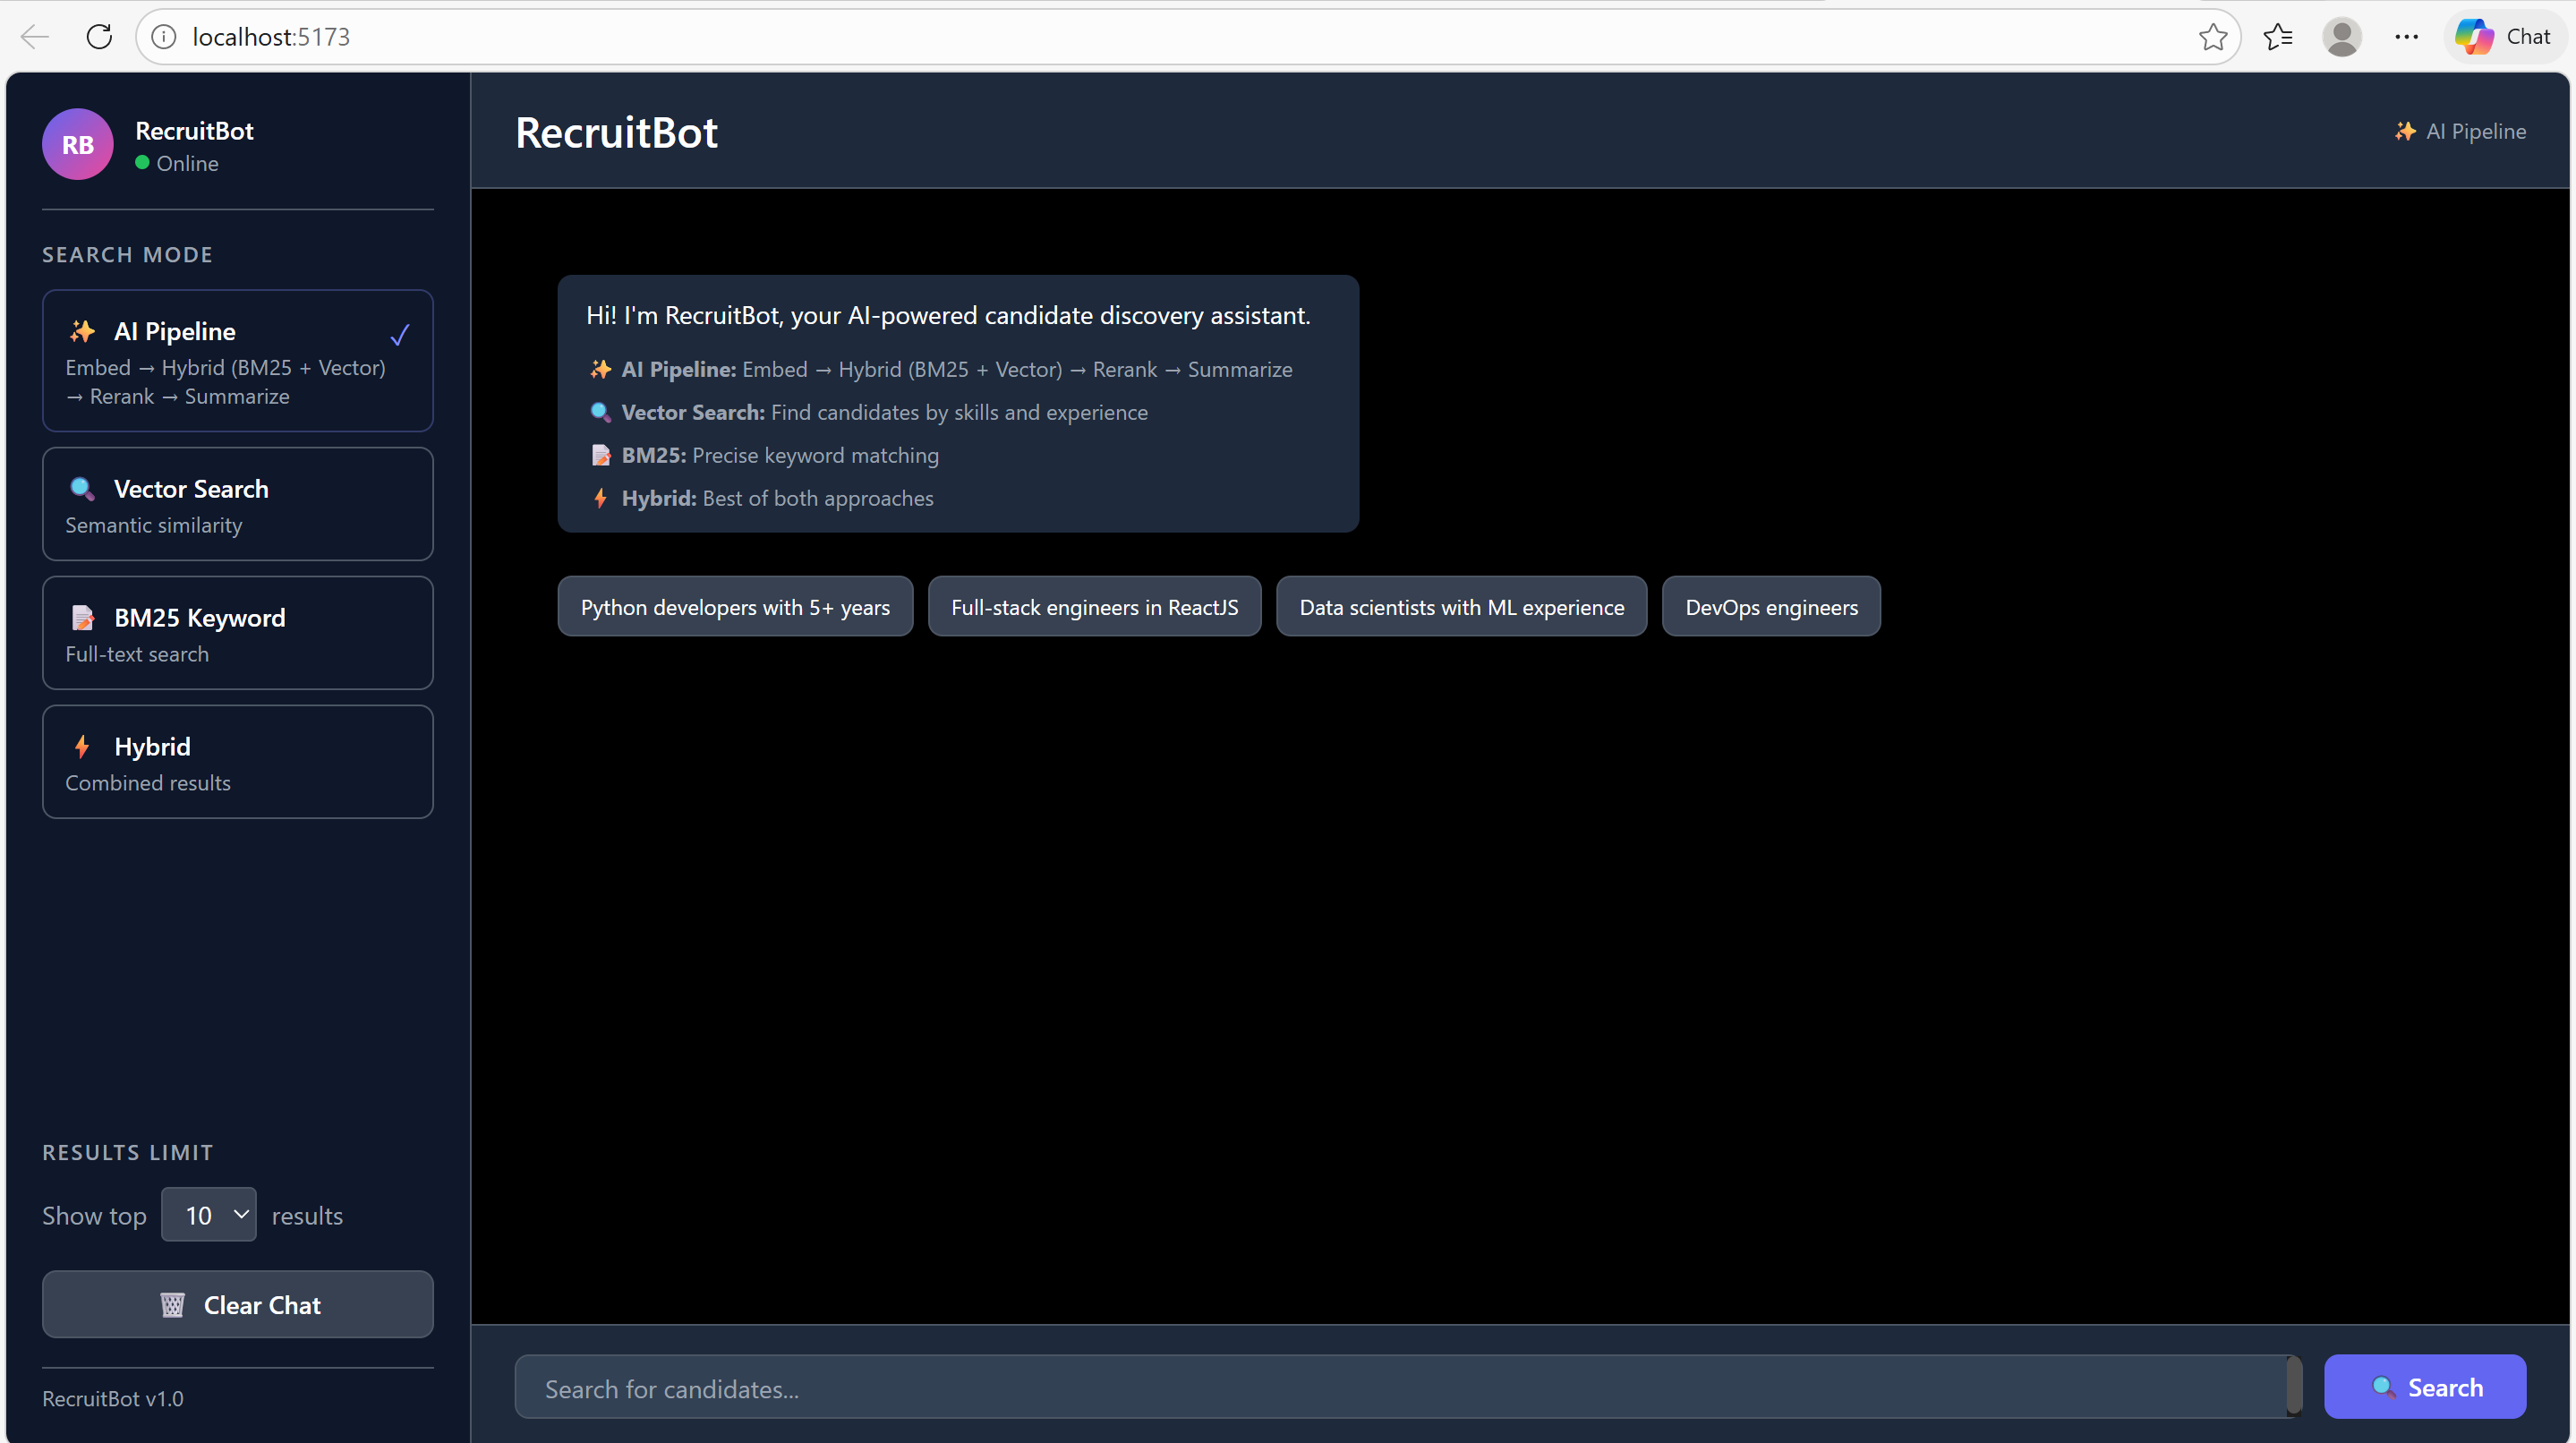 localhost:5173
Chat
RB
RecruitBot
Online
SEARCH MODE
AI Pipeline
Embed → Hybrid (BM25 + Vector)
→ Rerank → Summarize
Vector Search
Semantic similarity
BM25 Keyword
Full-text search
Hybrid
Combined results
RESULTS LIMIT
Show top 10 results
Clear Chat
RecruitBot v1.0
RecruitBot
AI Pipeline
Hi! I'm RecruitBot, your AI-powered candidate discovery assistant.
AI Pipeline: Embed → Hybrid (BM25 + Vector) → Rerank → Summarize
Vector Search: Find candidates by skills and experience
BM25: Precise keyword matching
Hybrid: Best of both approaches
Python developers with 5+ years
Full-stack engineers in ReactJS
Data scientists with ML experience
DevOps engineers
Search for candidates...
Search